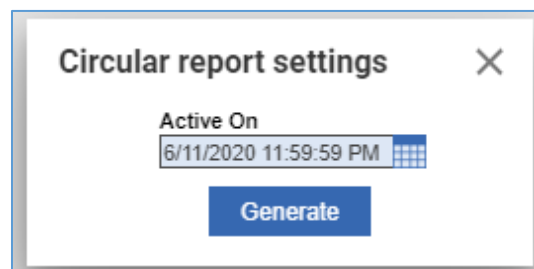 Circular report settings
Active On
6/11/2020 11:59:59 PM
Generate